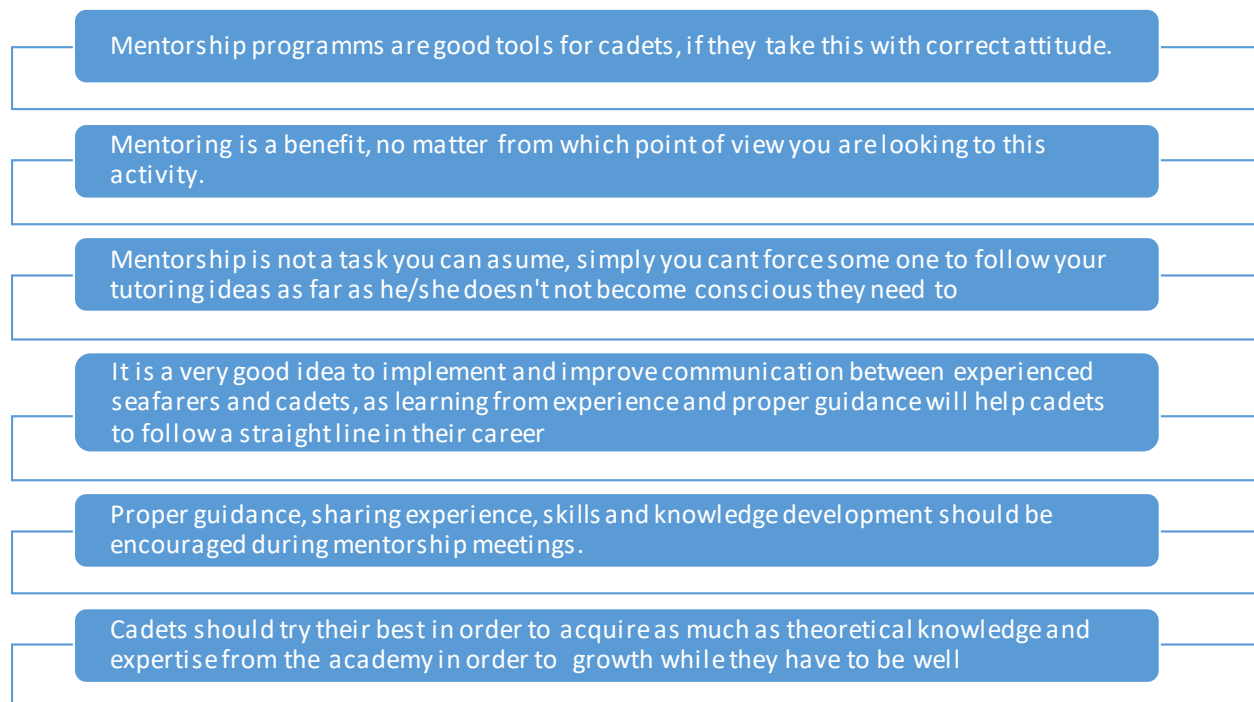 Mentorship programms are good tools for cadets, if they take this with correct attitude.
Mentoring is a benefit, no matter from which point of view you are looking to this
activity.
Mentorship is not a task you can asume, simply you cant force some one to follow your
tutoring ideas as far as he/she doesn't not become conscious they need to
It is a very good idea to implement and improve communication between experienced
seafarers and cadets, as learning from experience and proper guidance will help cadets
to follow a straight line in their career
Proper guidance, sharing experience, skills and knowledge development should be
encouraged during mentorship meetings.
Cadets should try their best in order to acquire as much as theoretical knowledge and
expertise from the academy in order to growth while they have to be well